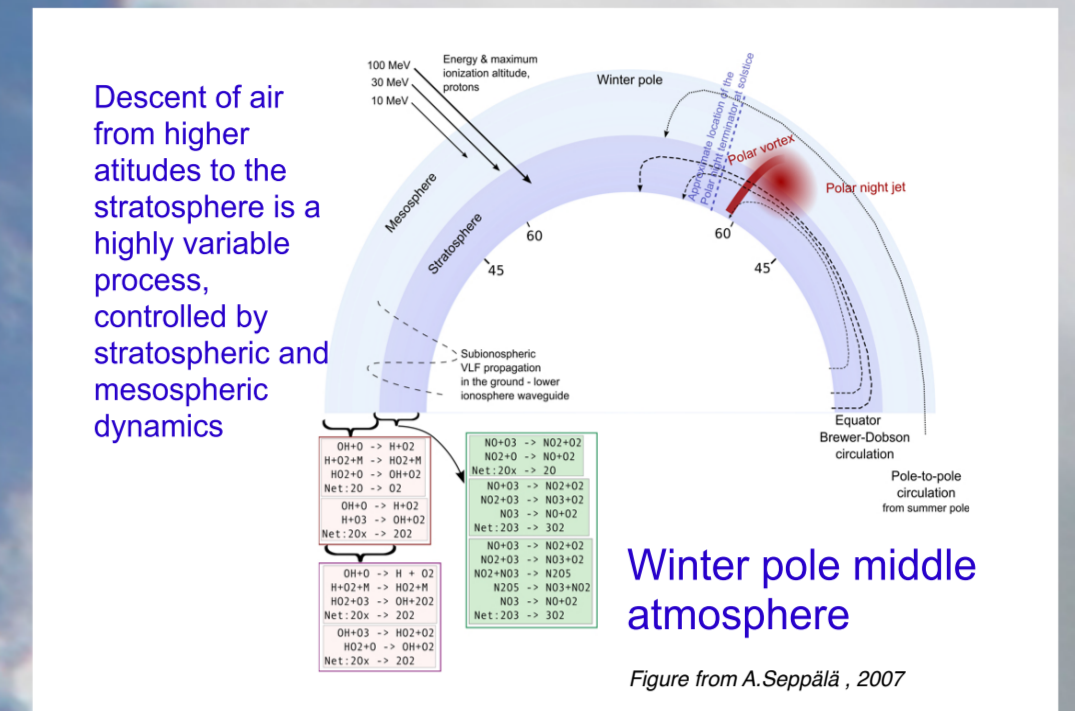 Descent of air
from higher
atitudes to the
stratosphere is a
highly variable
process,
controlled by
stratospheric and
mesospheric
dynamics
100 MeV
30 MeV
10 MeV
Energy & maximum
ionization altitude,
protons
Winter pole
Approximate location of the
Polar night terminator at solstice
Polar vortex
Polar night jet
Mesosphere
Stratosphere
60
45
60
45
Subionospheric
VLF propagation
in the ground - lower
ionosphere waveguide
Equator
Brewer-Dobson
circulation
Pole-to-pole
circulation
from summer pole
OH+O -> H+O2
H+O2+M -> HO2+M
HO2+O -> OH+O2
Net:2O -> O2
OH+O -> H+O2
H+O3 -> OH+O2
Net:2Ox -> 2O2
OH+O -> H + O2
H+O2+M -> HO2+M
HO2+O3 -> OH+2O2
Net:2Ox -> 2O2
OH+O3 -> HO2+O2
HO2+O -> OH+O2
Net:2Ox -> 2O2
NO+O3 -> NO2+O2
NO2+O -> NO+O2
Net:2Ox -> 2O
NO+O3 -> NO2+O2
NO2+O3 -> NO3+O2
NO3 -> NO+O2
Net:2O3 -> 3O2
NO+O3 -> NO2+O2
NO2+O3 -> NO3+O2
NO2+NO3 -> N2O5
N2O5 -> NO3+NO2
NO3 -> NO+O2
Net:2O3 -> 3O2
Winter pole middle
atmosphere
Figure from A.Seppälä , 2007